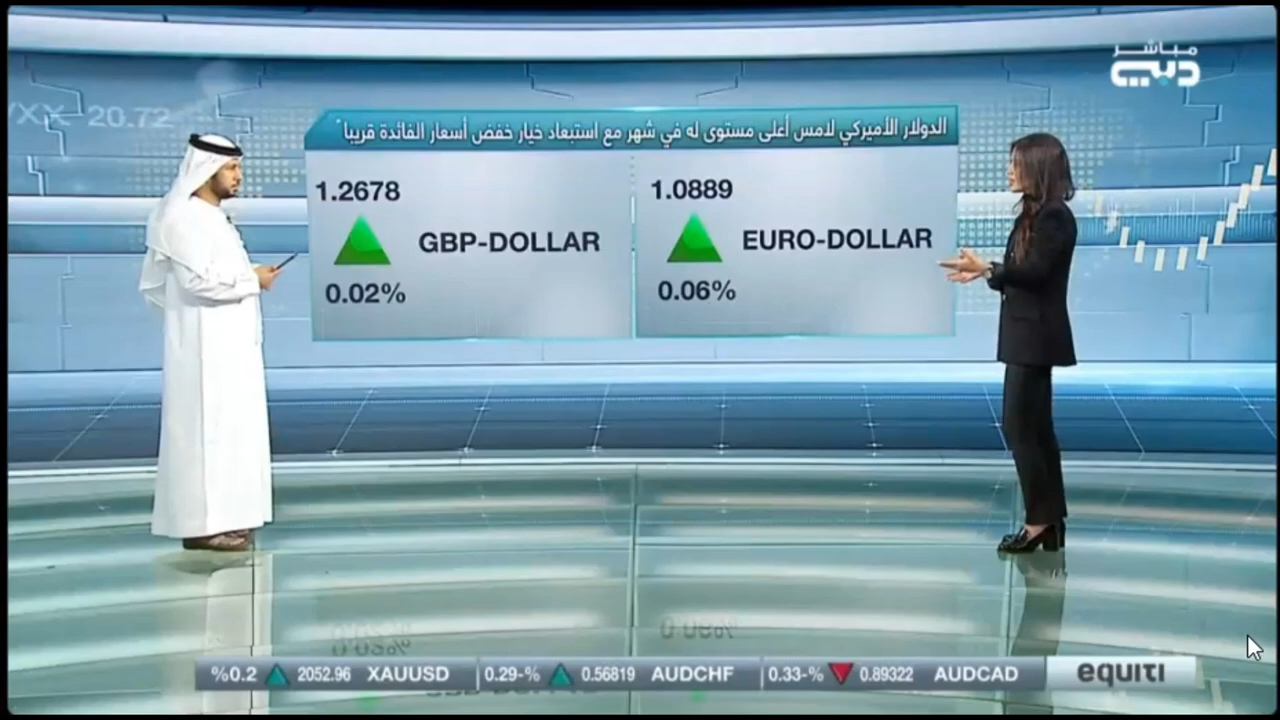 مباشر
دبي
VXX 20.72
الدولار الأميركي لامس أعلى مستوى له في شهر مع استبعاد خيار خفض أسعار الفائدة قريباً
1.2678
GBP-DOLLAR
0.02%
1.0889
EURO-DOLLAR
0.06%
%0.2 2052.96 XAUUSD 0.29-% 0.56819 AUDCHF 0.33-% 0.89322 AUDCAD equiti